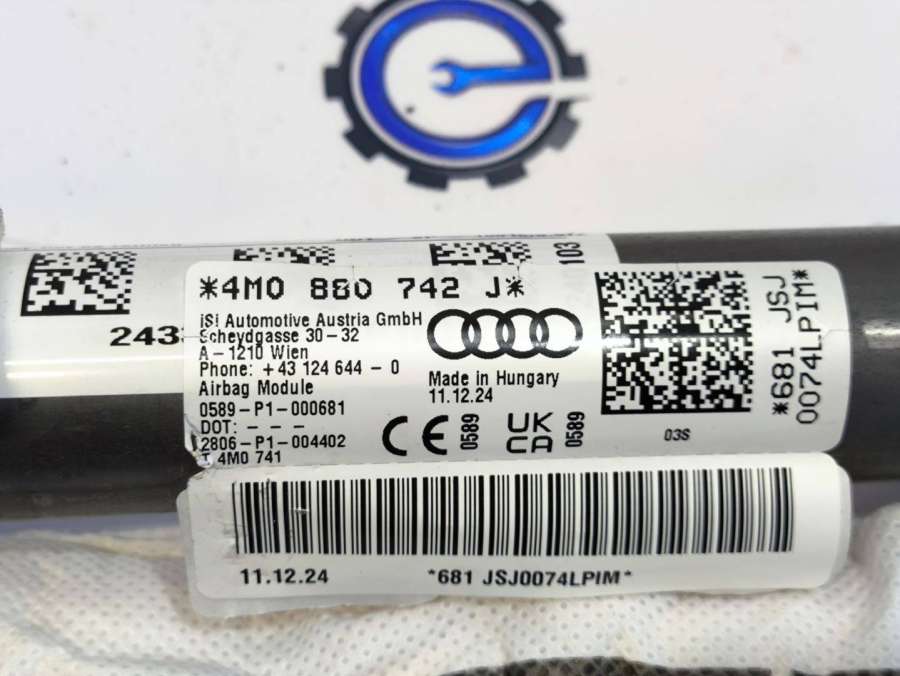 103
243
*4M0 880 742 J*
iSi Automotive Austria GmbH
Scheydgasse 30-32
A-1210 Wien
Phone: +43 124 644-0
Airbag Module
0589-P1-000681
DOT: - - -
2806-P1-004402
4M0 741
Made in Hungary
11.12.24
CE 0589
UK
CA 0589
03S
*681 JSJ
0074LPIM*
11.12.24
*681 JSJ0074LPIM*